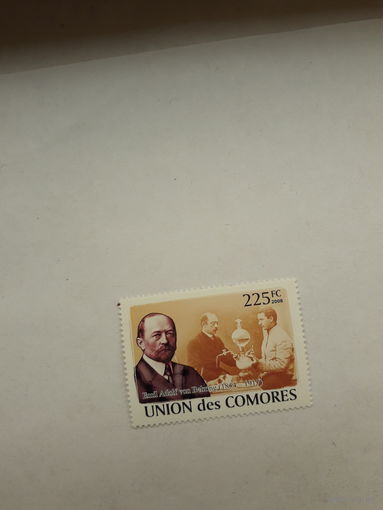 225FC
2008
Emil Adolf von Behring (1854 - 1917)
UNION des COMORES